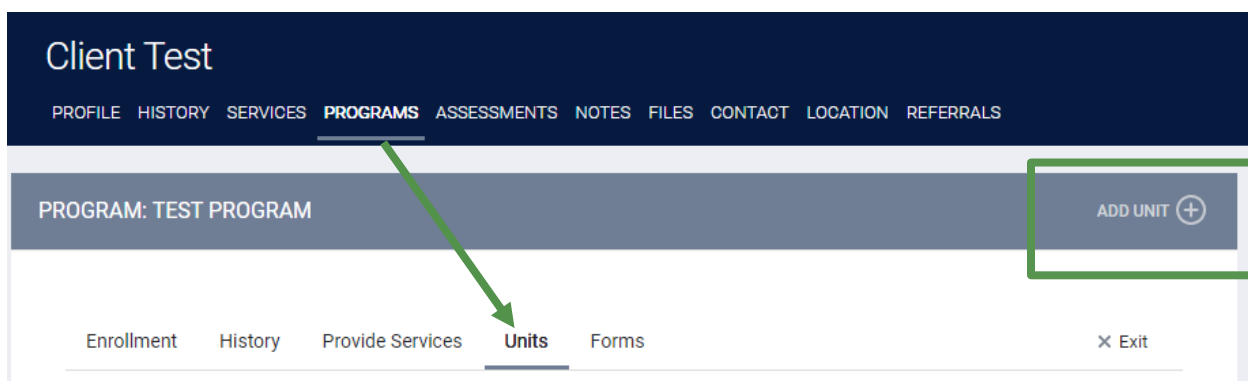 Client Test
PROFILE HISTORY SERVICES PROGRAMS ASSESSMENTS NOTES FILES CONTACT LOCATION REFERRALS
PROGRAM: TEST PROGRAM ADD UNIT
Enrollment History Provide Services Units Forms × Exit